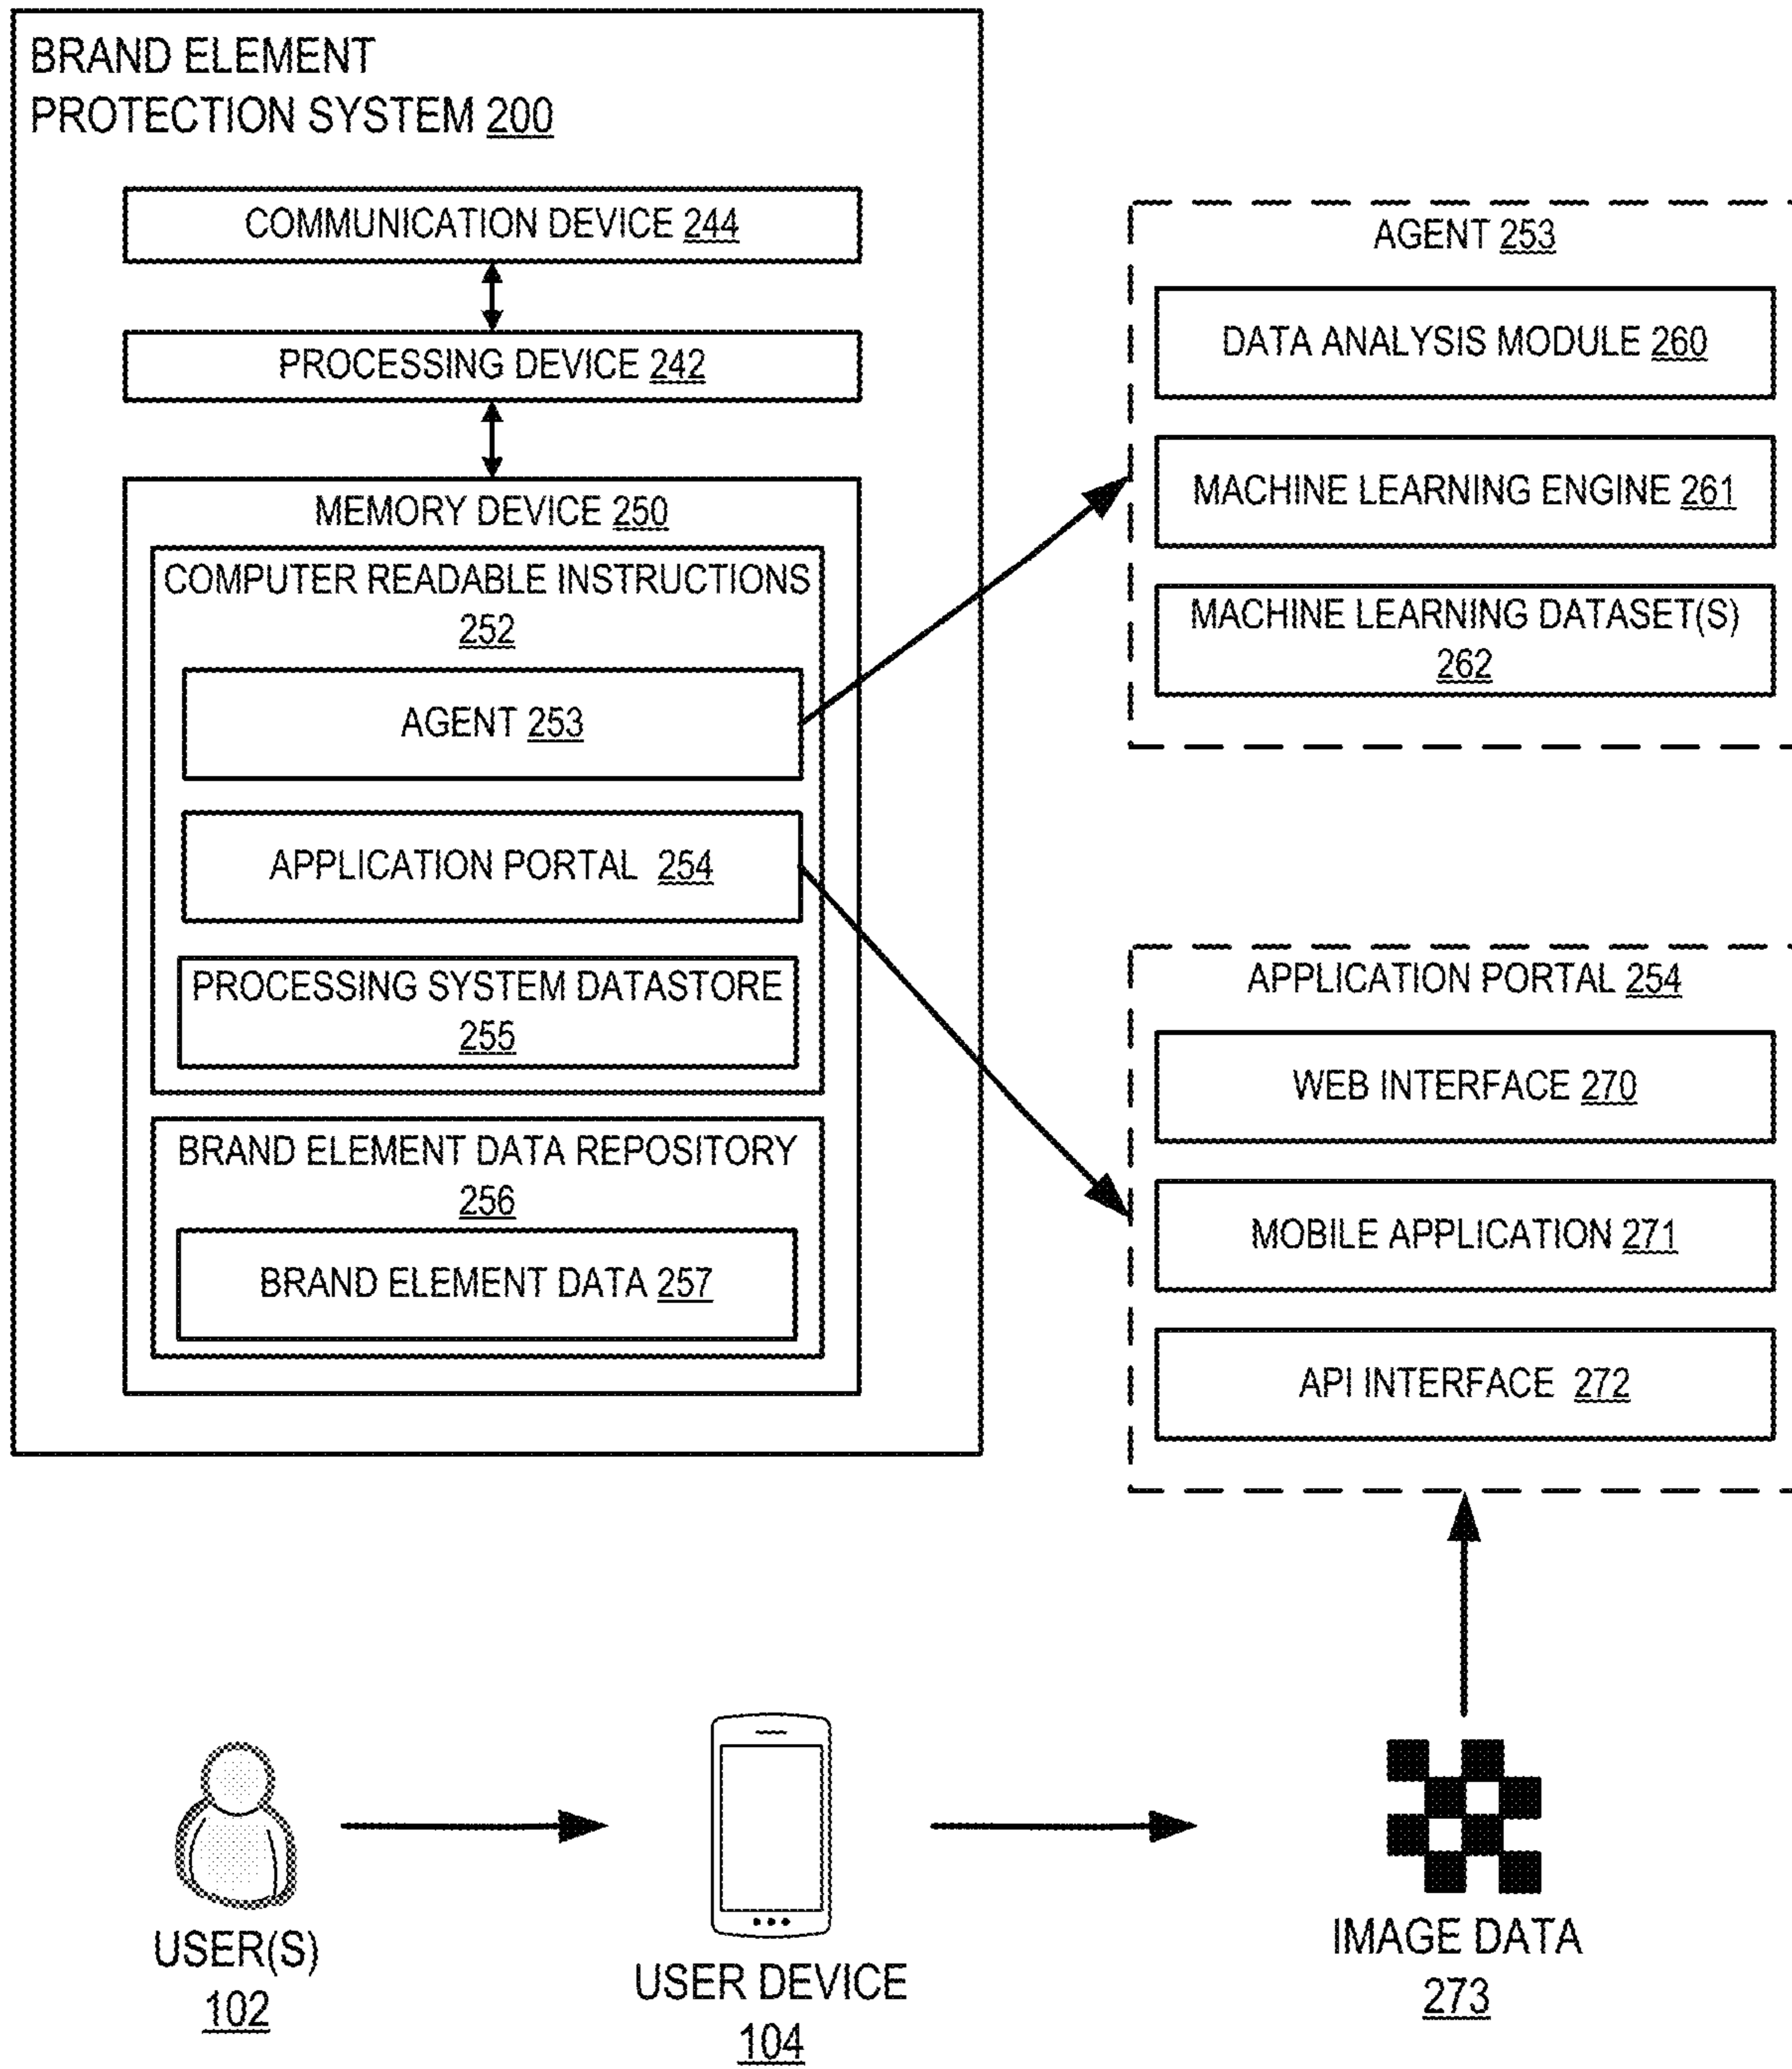 BRAND ELEMENT
PROTECTION SYSTEM 200
COMMUNICATION DEVICE 244
PROCESSING DEVICE 242
MEMORY DEVICE 250
COMPUTER READABLE INSTRUCTIONS
252
AGENT 253
APPLICATION PORTAL 254
PROCESSING SYSTEM DATASTORE
255
BRAND ELEMENT DATA REPOSITORY
256
BRAND ELEMENT DATA 257
AGENT 253
DATA ANALYSIS MODULE 260
MACHINE LEARNING ENGINE 261
MACHINE LEARNING DATASET(S)
262
APPLICATION PORTAL 254
WEB INTERFACE 270
MOBILE APPLICATION 271
API INTERFACE 272
USER(S)
102
USER DEVICE
104
IMAGE DATA
273